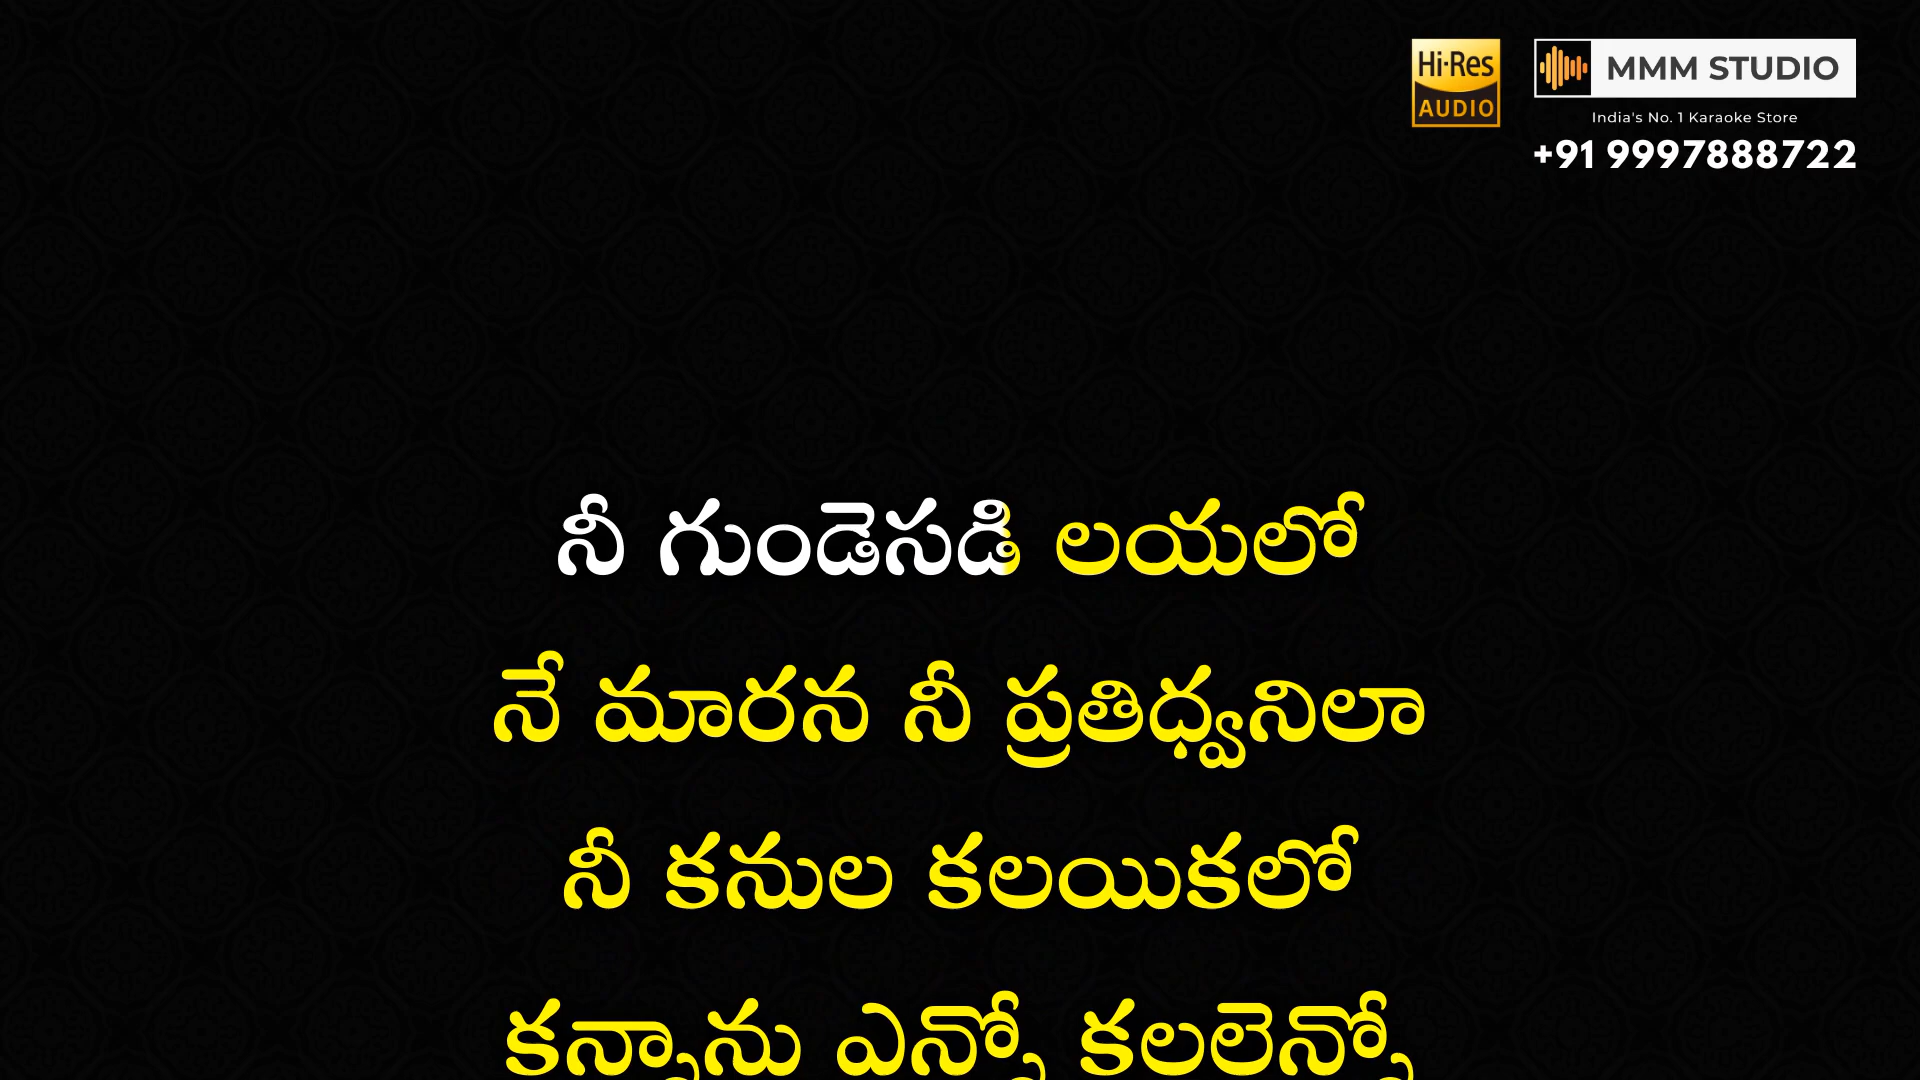 Hi-Res
AUDIO
MMM STUDIO
India's No. 1 Karaoke Store
+91 9997888722
నీ గుండెసడి లయలో
నే మారన నీ ప్రతిధ్వనిలా
నీ కనుల కలయికలో
కన్నాను ఎన్నో కలలెన్నో